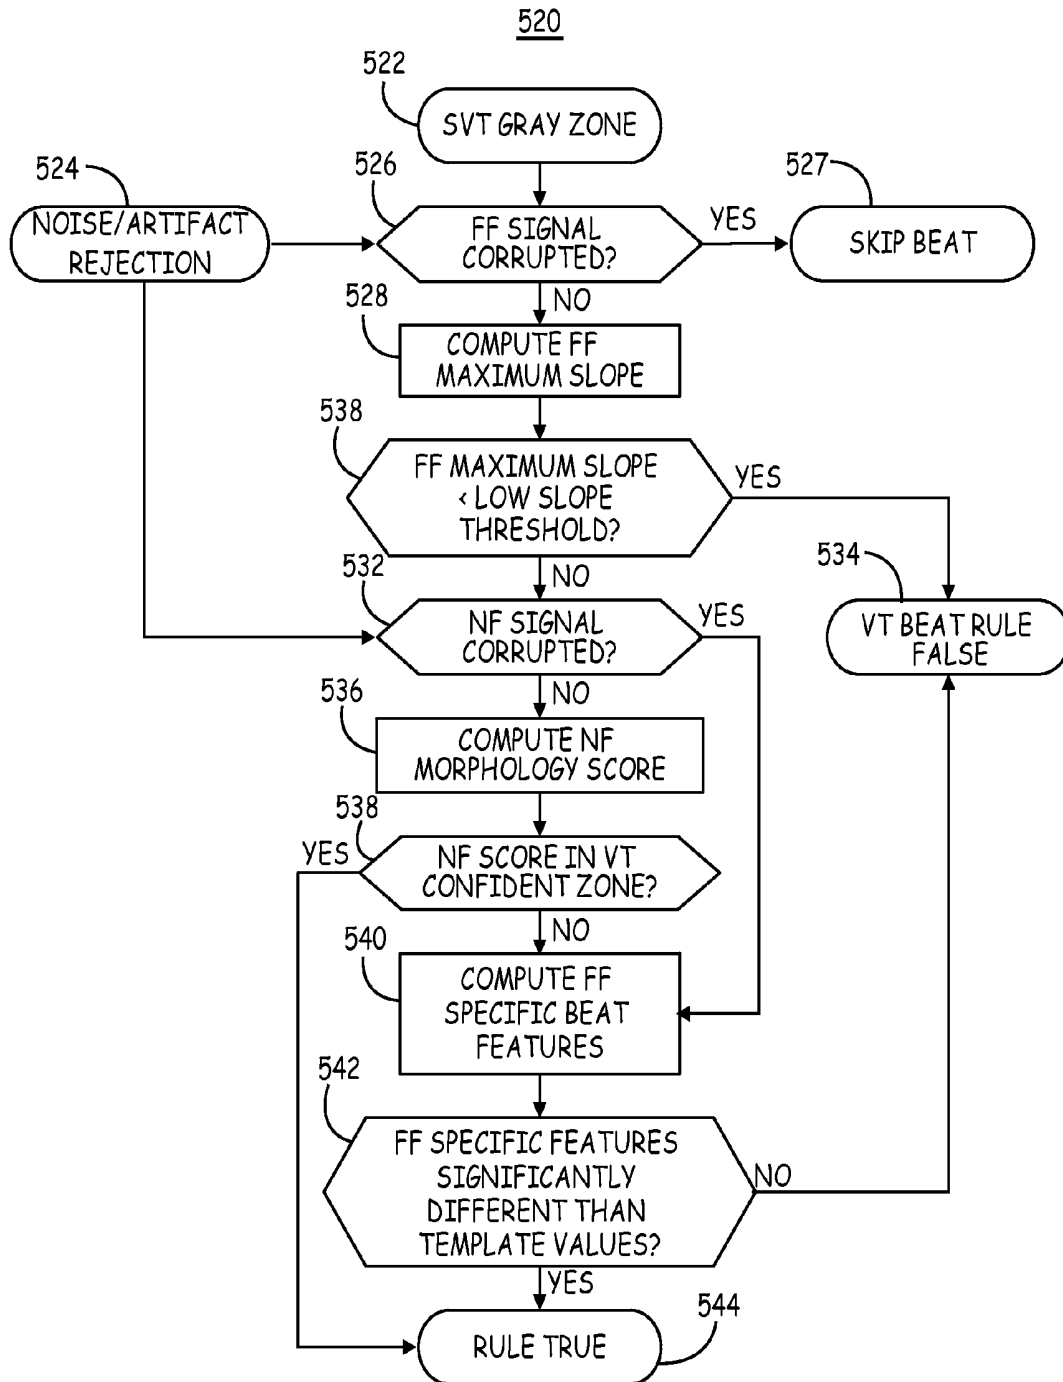 520
522
SVT GRAY ZONE
524
NOISE/ARTIFACT
REJECTION
526
FF SIGNAL
CORRUPTED?
YES
527
SKIP BEAT
NO
528
COMPUTE FF
MAXIMUM SLOPE
538
FF MAXIMUM SLOPE
< LOW SLOPE
THRESHOLD?
YES
NO
534
VT BEAT RULE
FALSE
532
NF SIGNAL
CORRUPTED?
YES
NO
536
COMPUTE NF
MORPHOLOGY SCORE
538
YES
NF SCORE IN VT
CONFIDENT ZONE?
NO
540
COMPUTE FF
SPECIFIC BEAT
FEATURES
542
FF SPECIFIC FEATURES
SIGNIFICANTLY
DIFFERENT THAN
TEMPLATE VALUES?
NO
YES
544
RULE TRUE